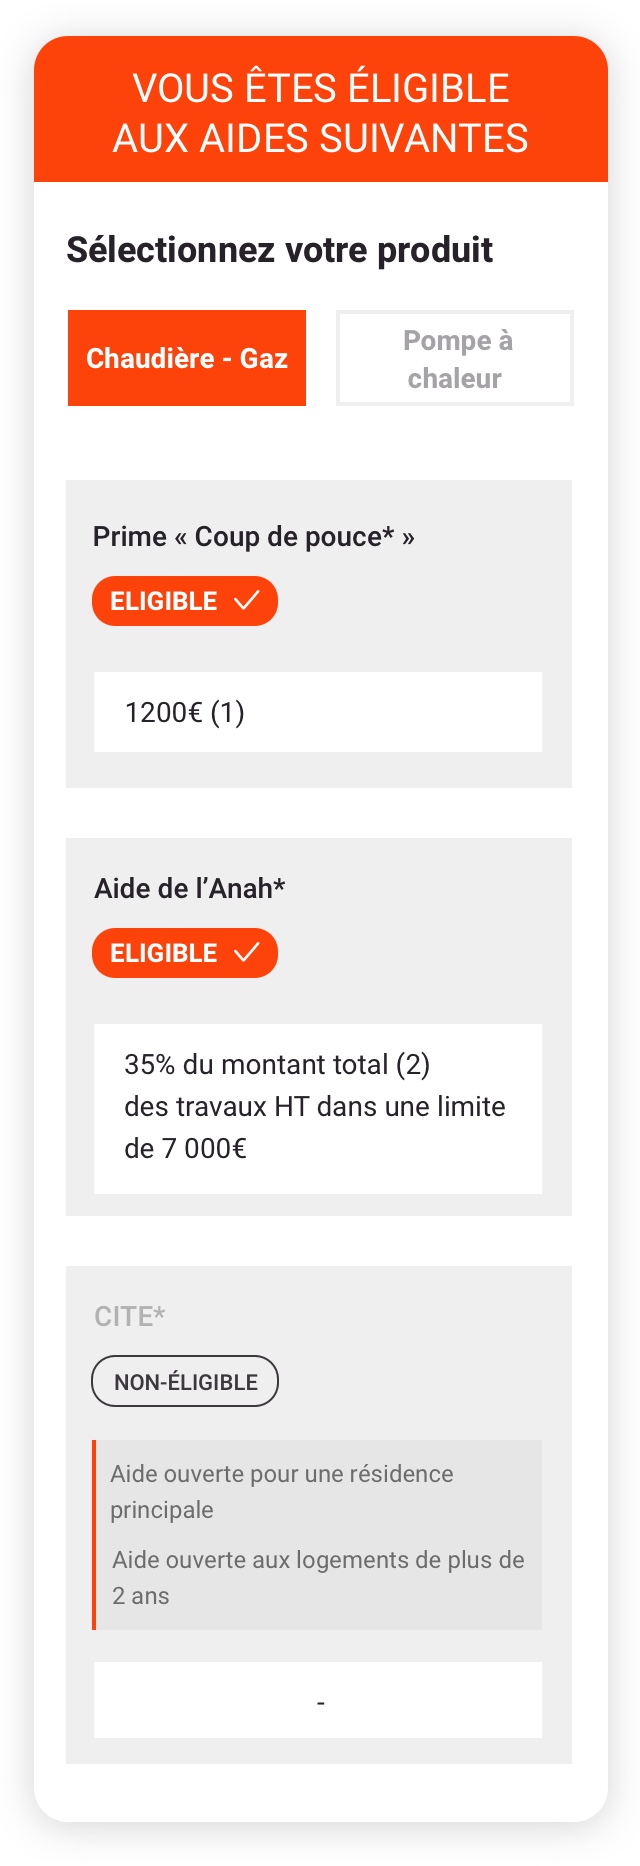 VOUS ÊTES ÉLIGIBLE
AUX AIDES SUIVANTES
Sélectionnez votre produit
Chaudière - Gaz
Pompe à
chaleur
Prime « Coup de pouce* »
ELIGIBLE
1200€ (1)
Aide de l’Anah*
ELIGIBLE
35% du montant total (2)
des travaux HT dans une limite
de 7 000€
CITE*
NON-ÉLIGIBLE
Aide ouverte pour une résidence
principale
Aide ouverte aux logements de plus de
2 ans
-